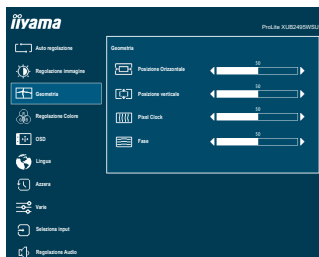 iiyama
ProLite XUB2495WSU
Auto regolazione
Regolazione immagine
Geometria
Regolazione Colore
OSD
Lingua
Azzera
Varie
Seleziona input
Regolazione Audio
Geometria
Posizione Orizzontale
50
Posizione verticale
50
Pixel Clock
50
Fase
50